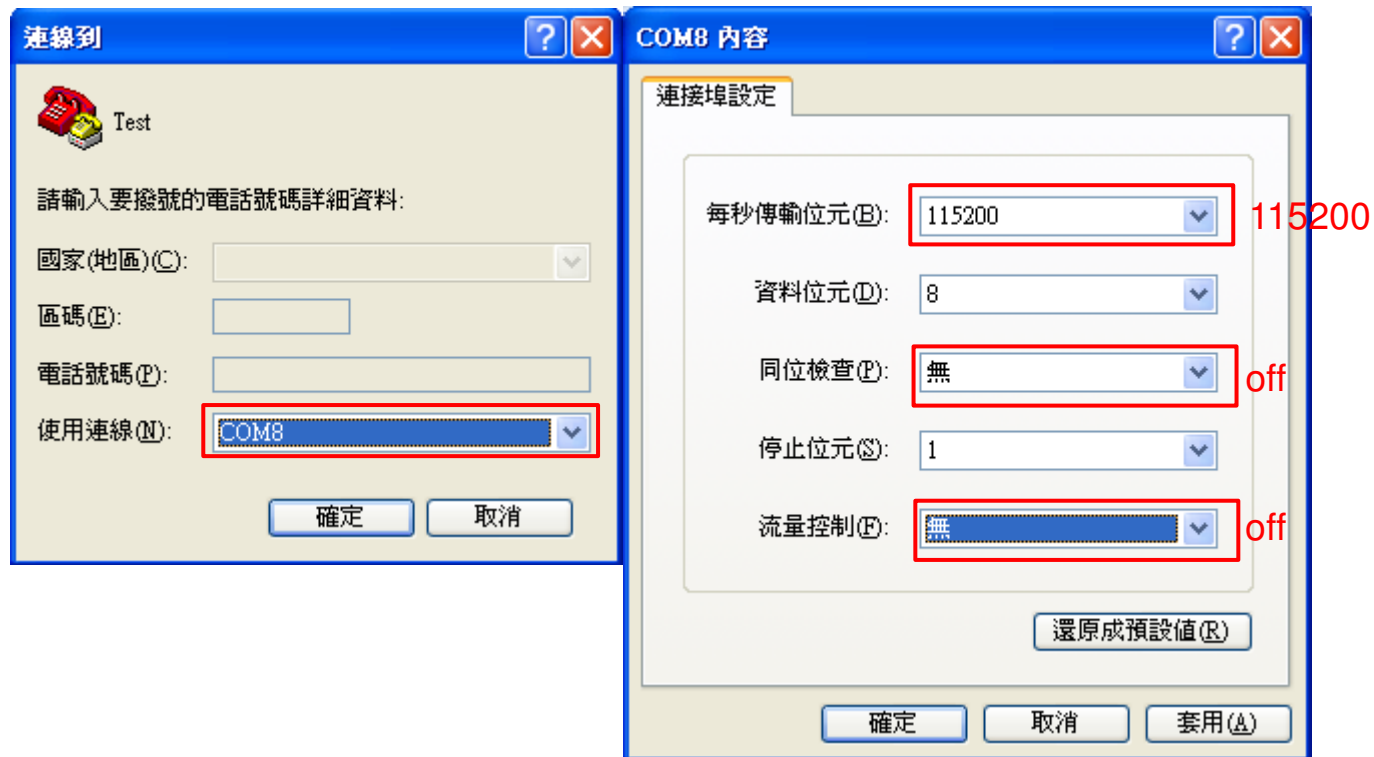 連線到
Test
請輸入要撥號的電話號碼詳細資料:
國家(地區)(C):
區碼(E):
電話號碼(P):
使用連線(N): COM8
確定 取消
COM8 內容
連接埠設定
每秒傳輸位元(B): 115200 115200
資料位元(D): 8
同位檢查(P): 無 off
停止位元(S): 1
流量控制(F): 無 off
還原成預設值(R)
確定 取消 套用(A)